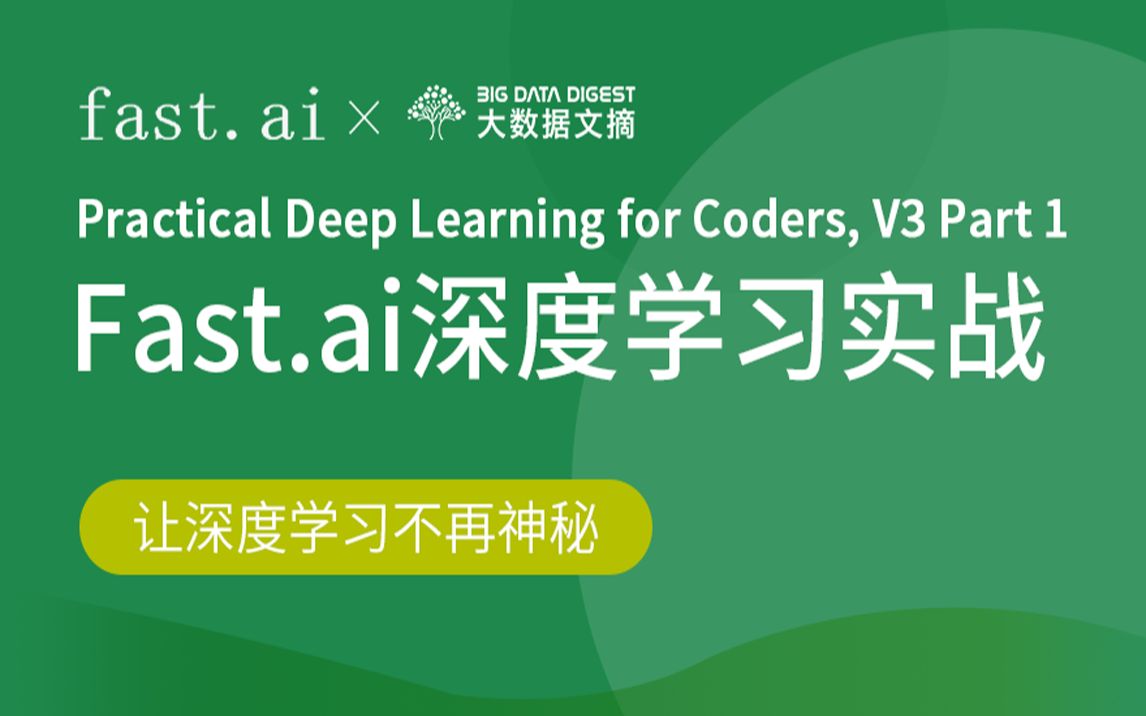 fast.ai × BIG DATA DIGEST
大数据文摘
Practical Deep Learning for Coders, V3 Part 1
Fast.ai深度学习实战
让深度学习不再神秘